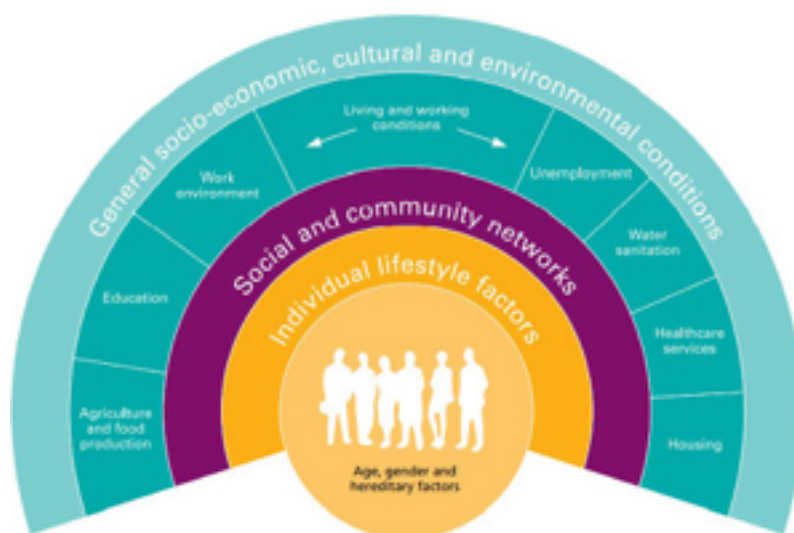 General socio-economic, cultural and environmental conditions
Living and working
conditions
Work
environment
Unemployment
Water
sanitation
Education
Healthcare
services
Agriculture
and food
production
Housing
Social and community networks
Individual lifestyle factors
Age, gender and
hereditary factors